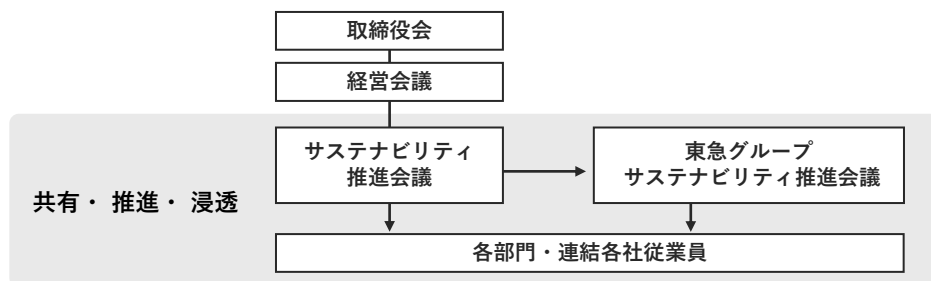 取締役会
経営会議
サステナビリティ
推進会議
東急グループ
サステナビリティ推進会議
共有・ 推進・ 浸透
各部門・連結各社従業員